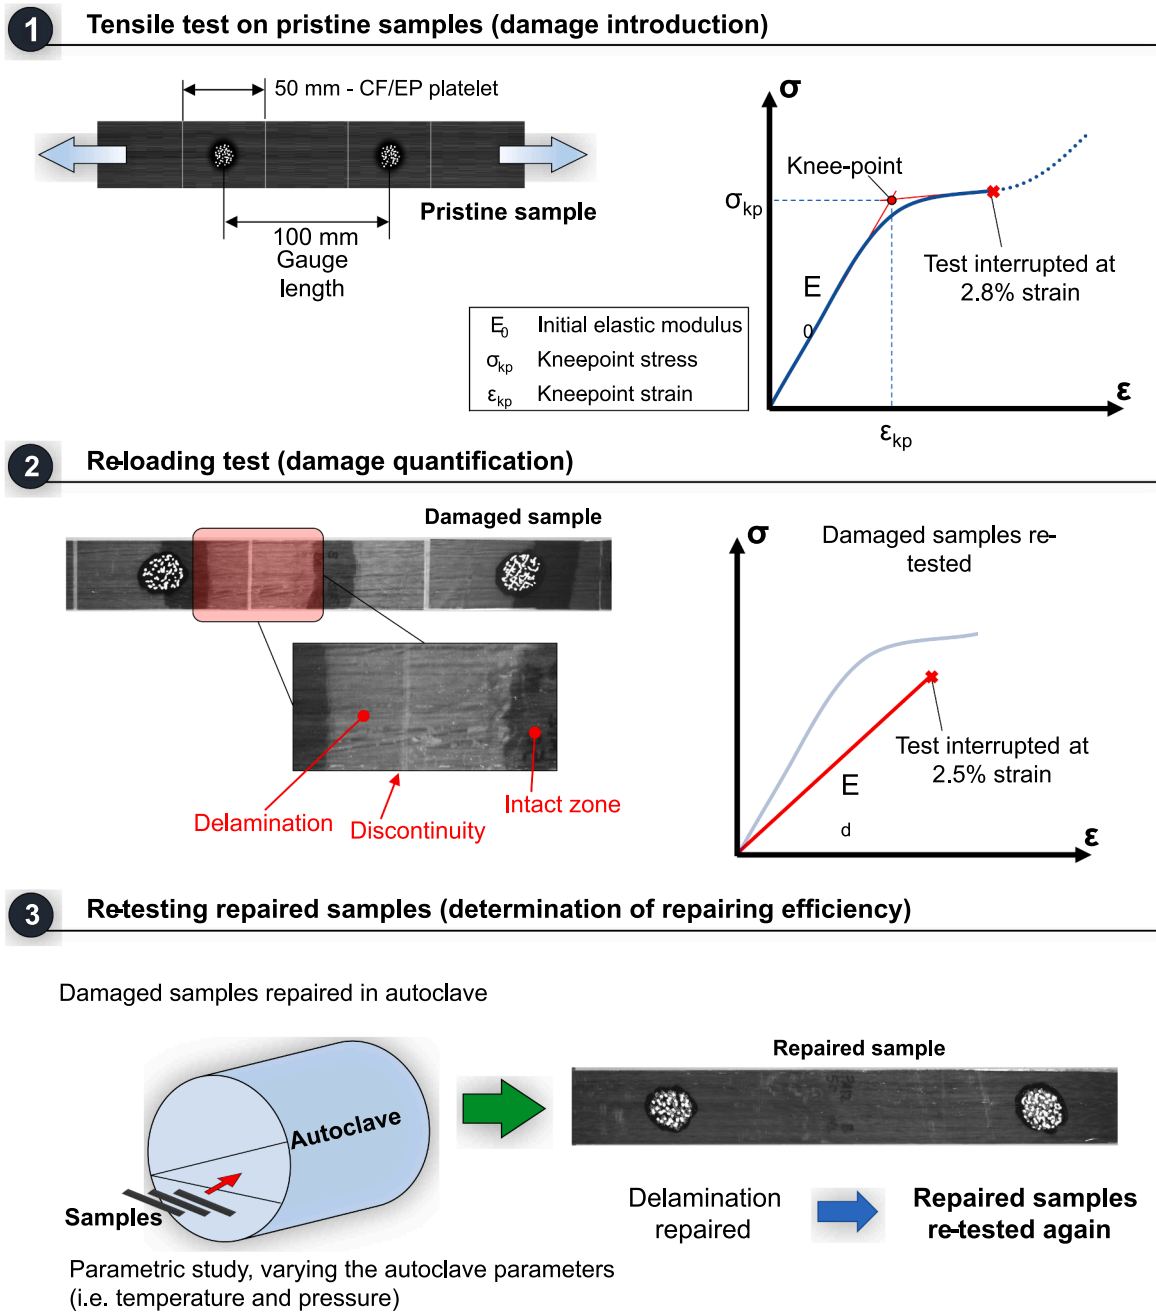 1
Tensile test on pristine samples (damage introduction)
50 mm - CF/EP platelet
Pristine sample
100 mm
Gauge
length
E0 Initial elastic modulus
σkp Kneepoint stress
εkp Kneepoint strain
σ
Knee-point
σkp
Test interrupted at
2.8% strain
E
0
ε
εkp
2
Re-loading test (damage quantification)
Damaged sample
Delamination
Discontinuity
Intact zone
σ
Damaged samples re-
tested
Test interrupted at
2.5% strain
E
d
ε
3
Re-testing repaired samples (determination of repairing efficiency)
Damaged samples repaired in autoclave
Autoclave
Samples
Parametric study, varying the autoclave parameters
(i.e. temperature and pressure)
Repaired sample
Delamination
repaired
Repaired samples
re-tested again